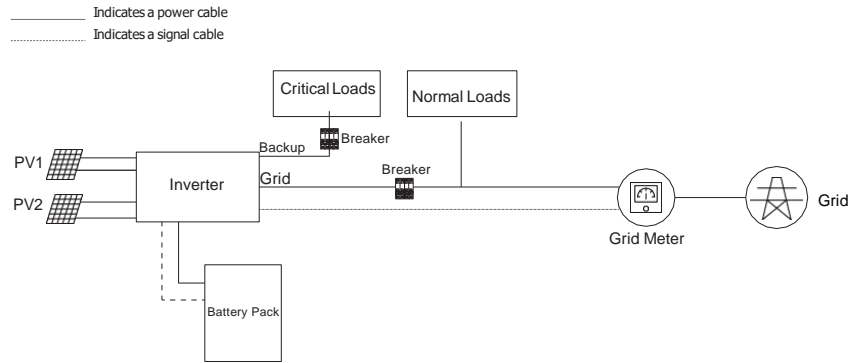 Indicates a power cable
Indicates a signal cable
Critical Loads
Normal Loads
Breaker
Backup
PV1
Breaker
Inverter
Grid
PV2
Grid
Grid Meter
Battery Pack